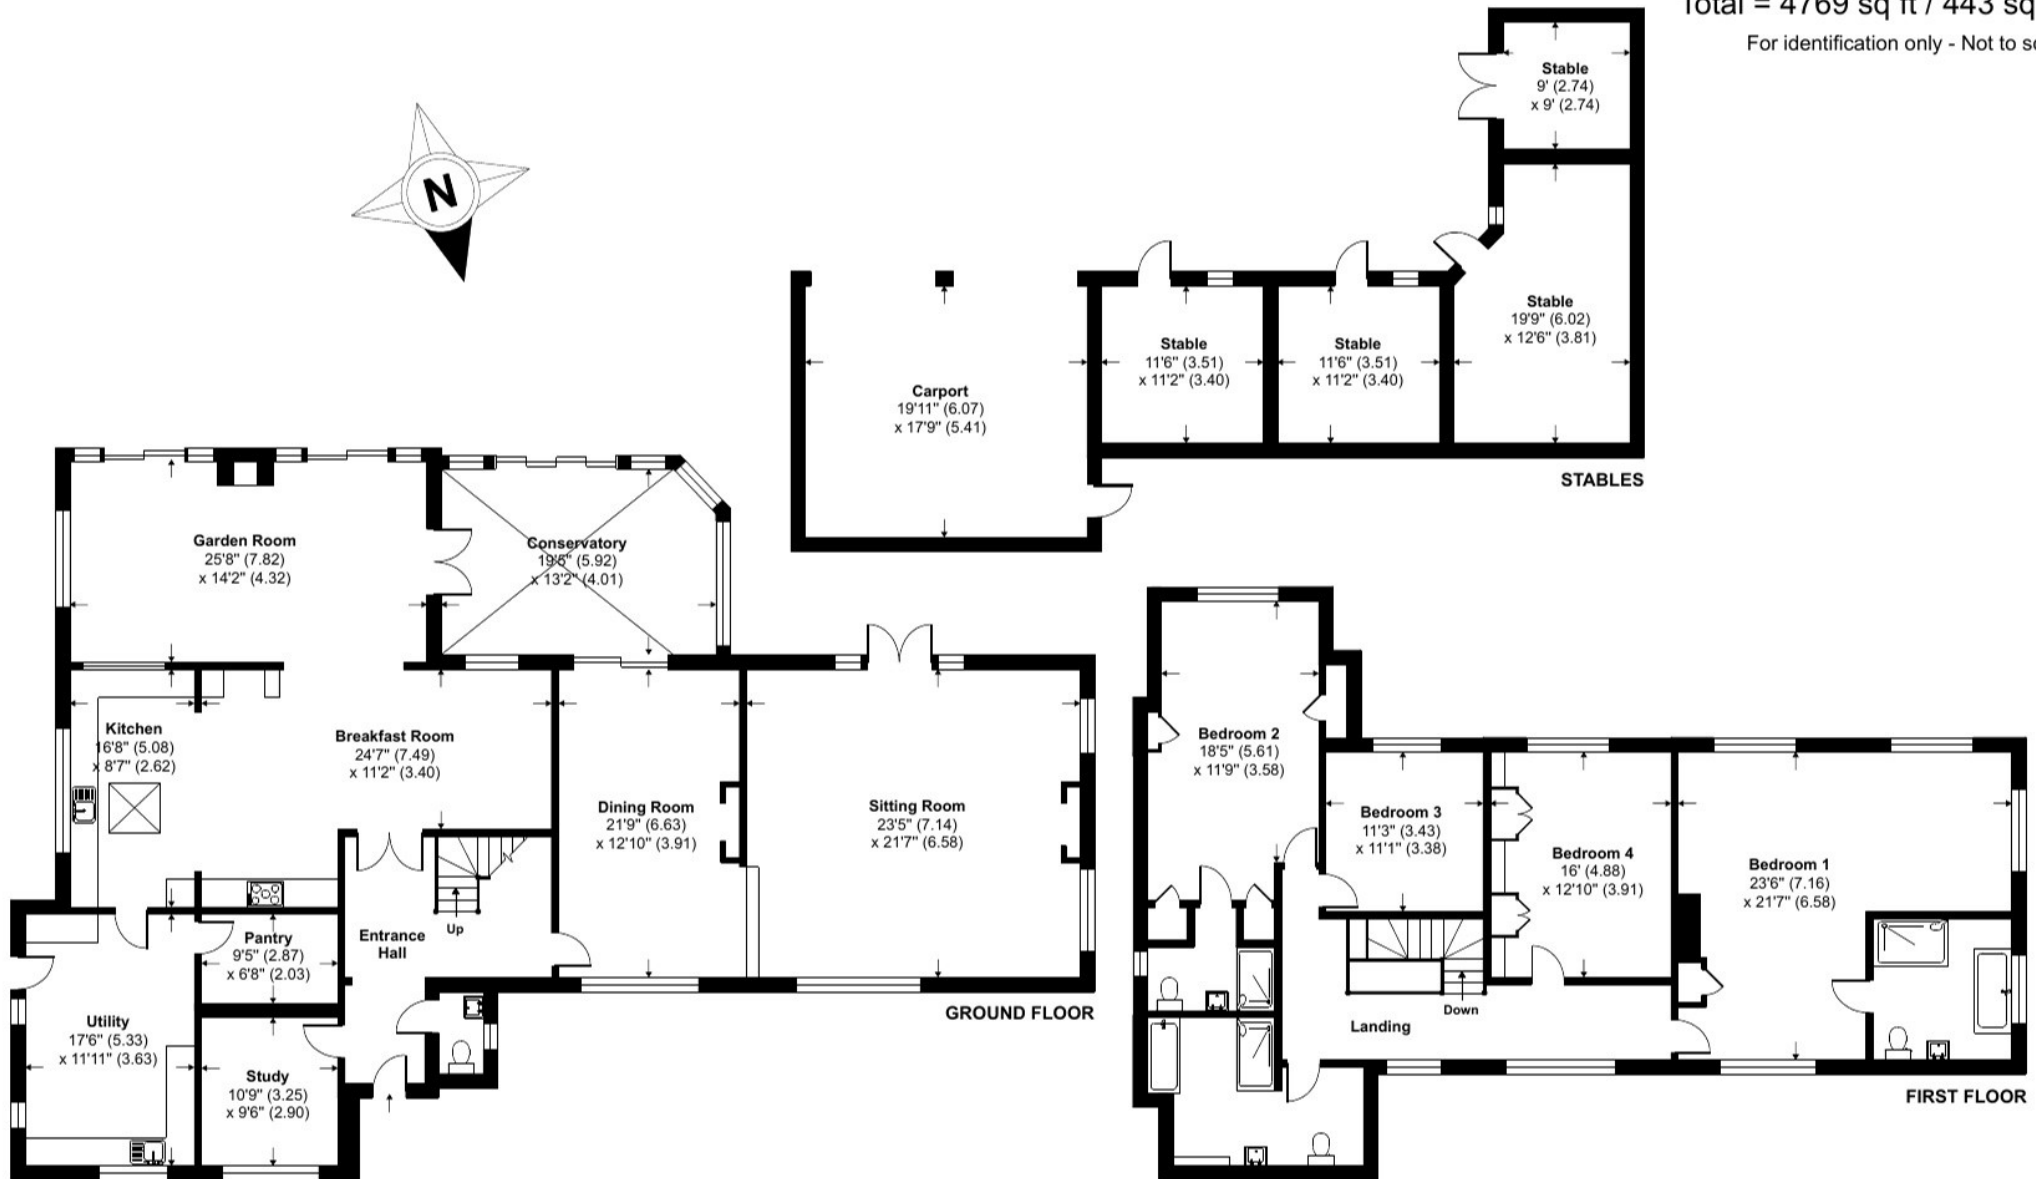 Total = 4769 sq ft / 443 sq
For identification only - Not to
N
Stable
9' (2.74)
x 9' (2.74)
Stable
19'9" (6.02)
x 12'6" (3.81)
Stable
11'6" (3.51)
x 11'2" (3.40)
Stable
11'6" (3.51)
x 11'2" (3.40)
Carport
19'11" (6.07)
x 17'9" (5.41)
STABLES
Garden Room
25'8" (7.82)
x 14'2" (4.32)
Conservatory
19'5" (5.92)
x 13'2" (4.01)
Kitchen
16'8" (5.08)
x 8'7" (2.62)
Breakfast Room
24'7" (7.49)
x 11'2" (3.40)
Dining Room
21'9" (6.63)
x 12'10" (3.91)
Sitting Room
23'5" (7.14)
x 21'7" (6.58)
Entrance
Hall
Up
Pantry
9'5" (2.87)
x 6'8" (2.03)
Utility
17'6" (5.33)
x 11'11" (3.63)
Study
10'9" (3.25)
x 9'6" (2.90)
GROUND FLOOR
Bedroom 2
18'5" (5.61)
x 11'9" (3.58)
Bedroom 3
11'3" (3.43)
x 11'1" (3.38)
Bedroom 4
16' (4.88)
x 12'10" (3.91)
Bedroom 1
23'6" (7.16)
x 21'7" (6.58)
Landing
Down
FIRST FLOOR